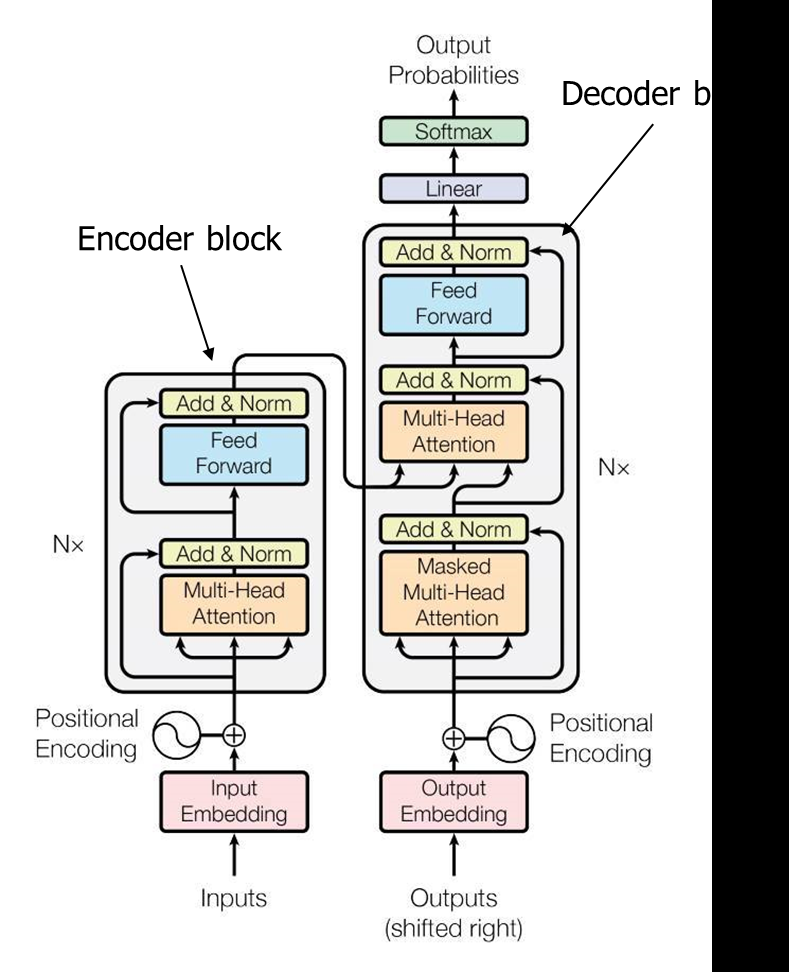 Output
Probabilities
Decoder b
Softmax
Linear
Encoder block
Add & Norm
Feed
Forward
Add & Norm
Multi-Head
Attention
Nx
Add & Norm
Masked
Multi-Head
Attention
Add & Norm
Feed
Forward
Nx
Add & Norm
Multi-Head
Attention
Positional
Encoding
Positional
Encoding
Input
Embedding
Output
Embedding
Inputs
Outputs
(shifted right)